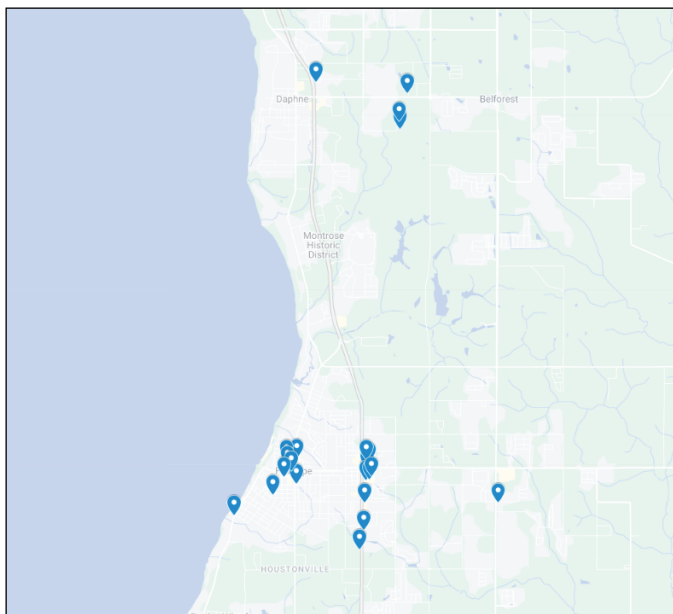 Daphne
Belforest
Montrose
Historic
District
HOUSTONVILLE